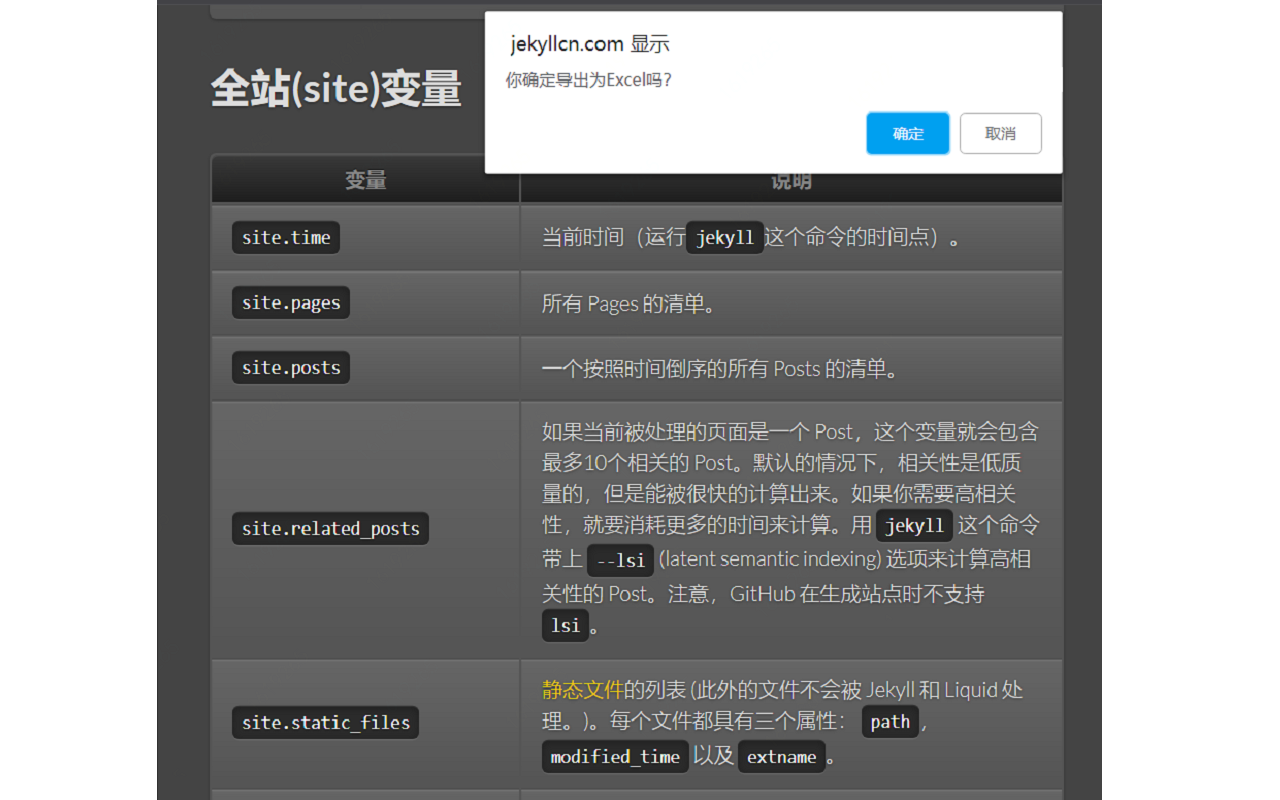 jekyllcn.com 显示
你确定导出为Excel吗?
确定
取消
全站(site)变量
变量
说明
site.time
当前时间（运行 jekyll 这个命令的时间点）。
site.pages
所有 Pages 的清单。
site.posts
一个按照时间倒序的所有 Posts 的清单。
site.related_posts
如果当前被处理的页面是一个 Post，这个变量就会包含
最多10个相关的 Post。默认的情况下，相关性是低质
量的，但是能被很快的计算出来。如果你需要高相关
性，就要消耗更多的时间来计算。用 jekyll 这个命令
带上 --lsi (latent semantic indexing) 选项来计算高相
关性的 Post。注意，GitHub 在生成站点时不支持
lsi 。
site.static_files
静态文件的列表 (此外的文件不会被 Jekyll 和 Liquid 处
理。)。每个文件都具有三个属性： path ,
modified_time 以及 extname 。